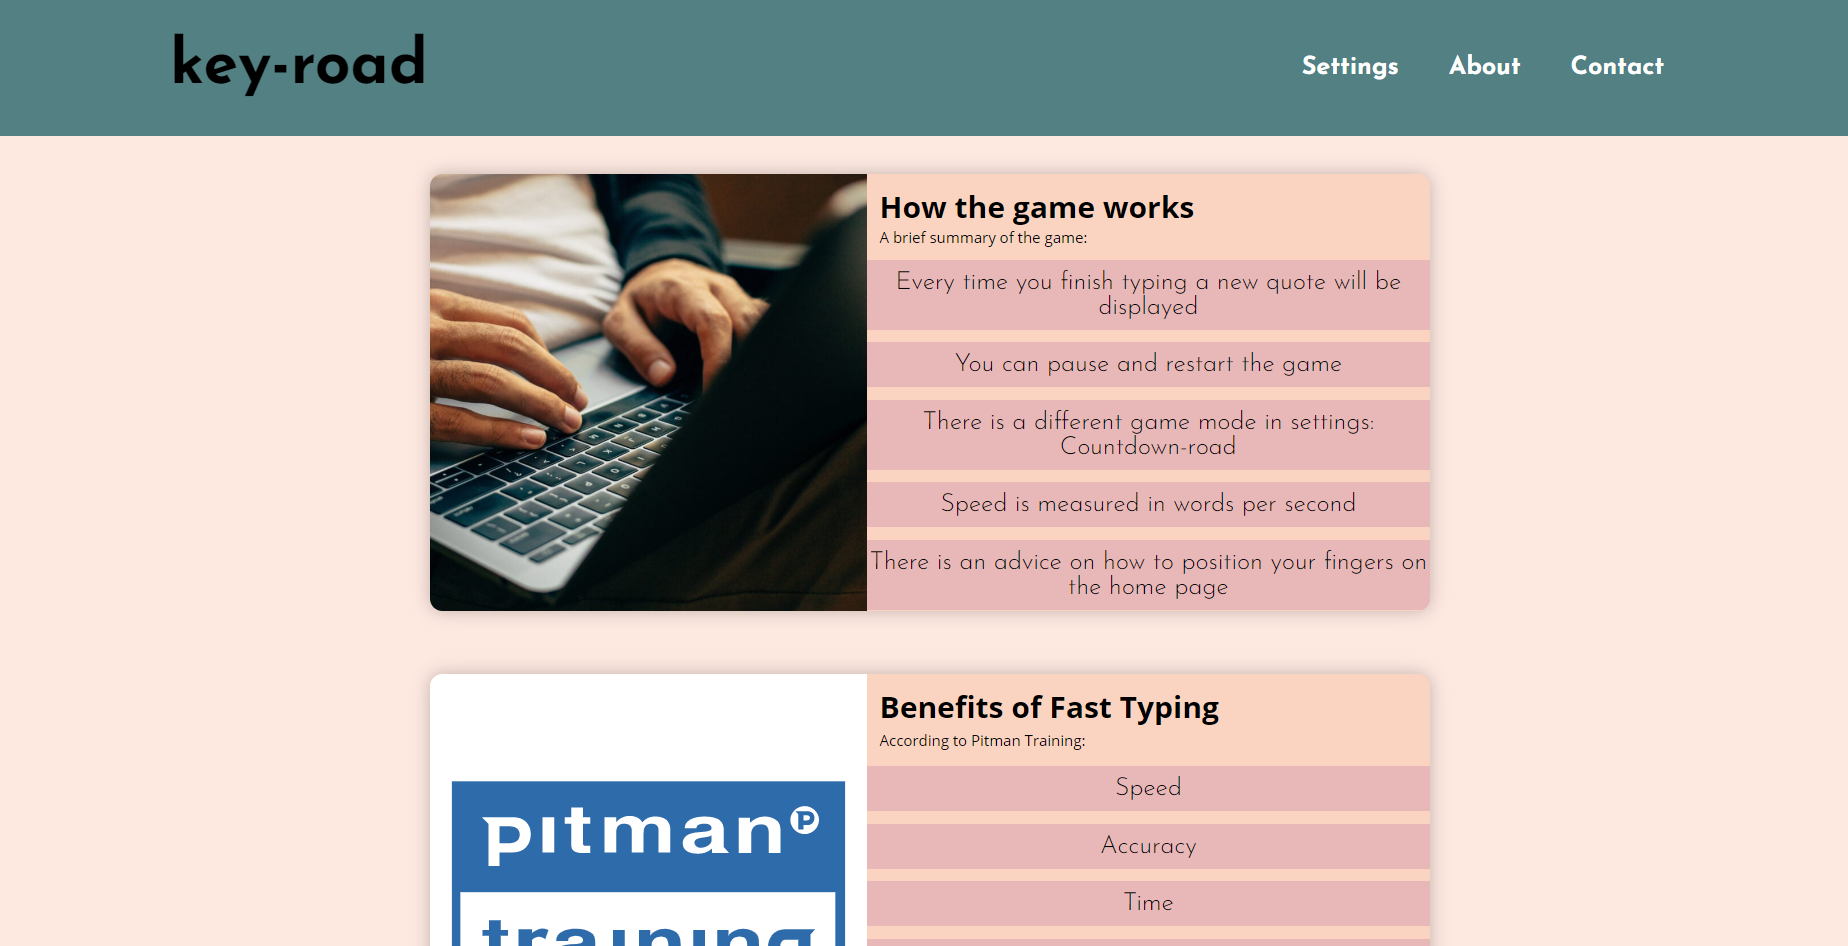 key-road
Settings About Contact
How the game works
A brief summary of the game:
Every time you finish typing a new quote will be
displayed
You can pause and restart the game
There is a different game mode in settings:
Countdown-road
Speed is measured in words per second
There is an advice on how to position your fingers on
the home page
Benefits of Fast Typing
According to Pitman Training:
pitman P
training
Speed
Accuracy
Time